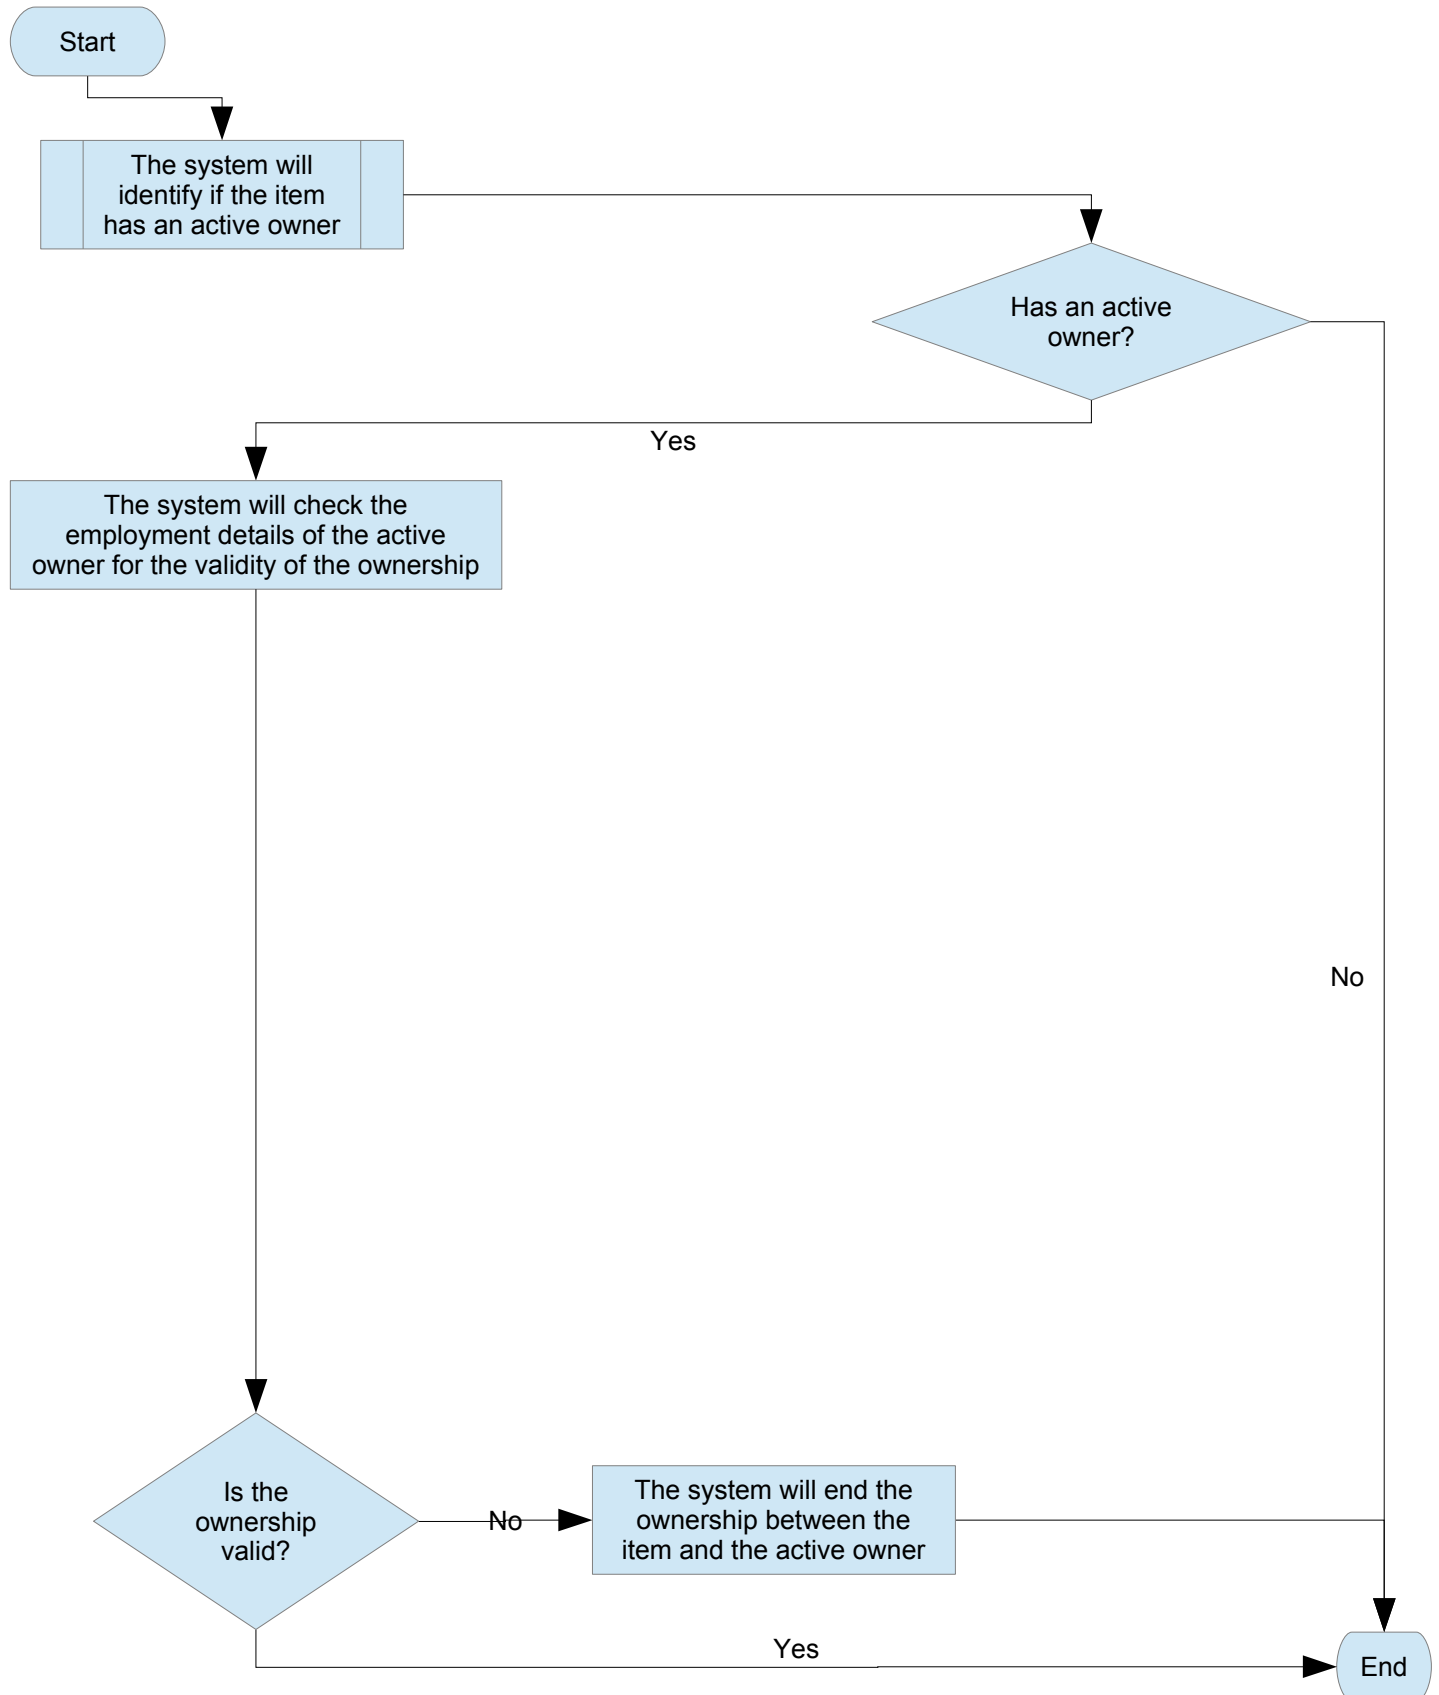 Start
The system will
identify if the item
has an active owner
Has an active
owner?
Yes
The system will check the
employment details of the active
owner for the validity of the ownership
No
Is the
ownership
valid?
No
The system will end the
ownership between the
item and the active owner
Yes
End